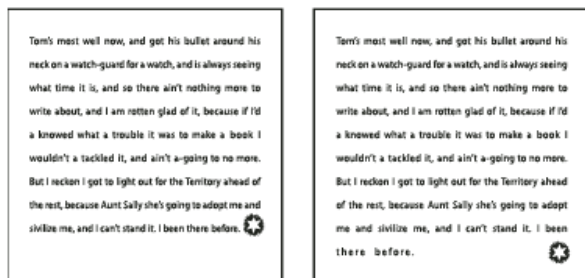 Tom's most well now, and got his bullet around his
neck on a watch-guard for a watch, and is always seeing
what time it is, and so there ain't nothing more to
write about, and I am rotten glad of it, because if I'd
a knowed what a trouble it was to make a book I
wouldn't a tackled it, and ain't a-going to no more.
But I reckon I got to light out for the Territory ahead of
the rest, because Aunt Sally she's going to adopt me and
sivilize me, and I can't stand it. I been there before.
Tom's most well now, and got his bullet around his
neck on a watch-guard for a watch, and is always seeing
what time it is, and so there ain't nothing more to
write about, and I am rotten glad of it, because if I'd
a knowed what a trouble it was to make a book I
wouldn't a tackled it, and ain't a-going to no more.
But I reckon I got to light out for the Territory ahead
of the rest, because Aunt Sally she's going to adopt
me and sivilize me, and I can't stand it. I been
there before.